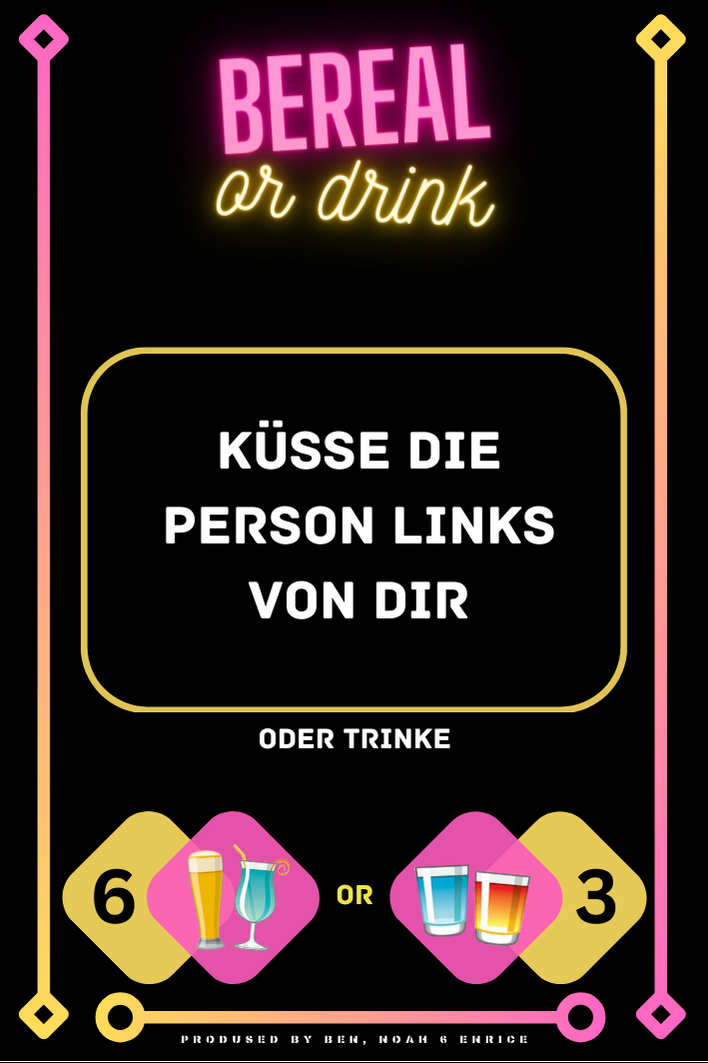 BEREAL
or drink
KÜSSE DIE
PERSON LINKS
VON DIR
ODER TRINKE
6 OR 3
PRODUSED BY BEN, NOAH & ENRICE